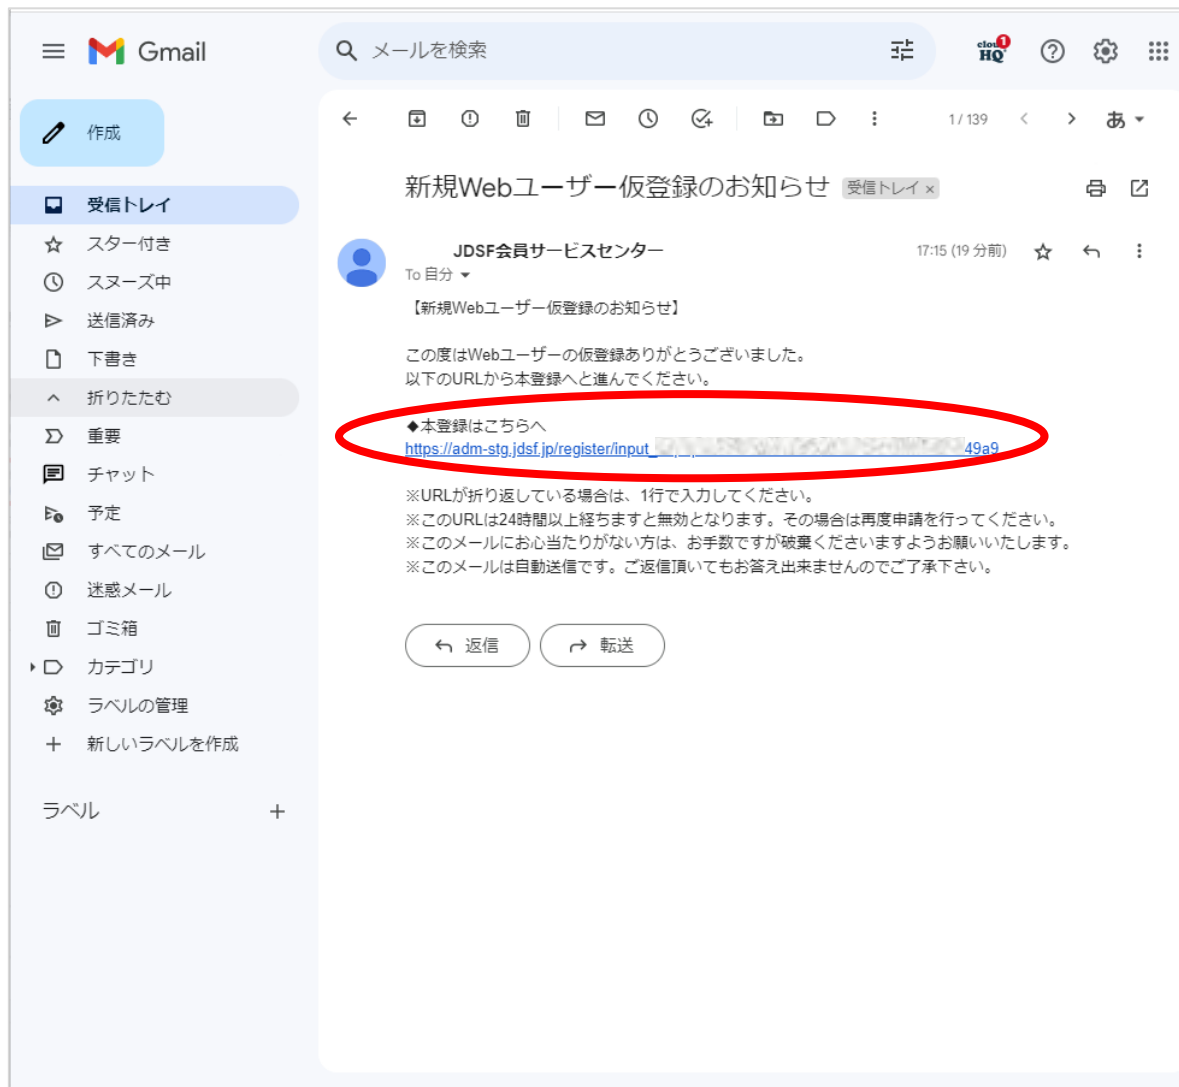 Gmail
メールを検索
cloud HQ 1
作成
1 / 139
あ
受信トレイ
スター付き
スヌーズ中
送信済み
下書き
折りたたむ
重要
チャット
予定
すべてのメール
迷惑メール
ゴミ箱
カテゴリ
ラベルの管理
新しいラベルを作成
ラベル
新規Webユーザー仮登録のお知らせ 受信トレイ ×
JDSF会員サービスセンター 17:15 (19 分前)
To 自分
【新規Webユーザー仮登録のお知らせ】
この度はWebユーザーの仮登録ありがとうございました。
以下のURLから本登録へと進んでください。
◆本登録はこちらへ
https://adm-stg.jdsf.jp/register/input_ 49a9
※URLが折り返している場合は、1行で入力してください。
※このURLは24時間以上経ちますと無効となります。その場合は再度申請を行ってください。
※このメールにお心当たりがない方は、お手数ですが破棄くださいますようお願いいたします。
※このメールは自動送信です。ご返信頂いてもお答え出来ませんのでご了承下さい。
返信
転送